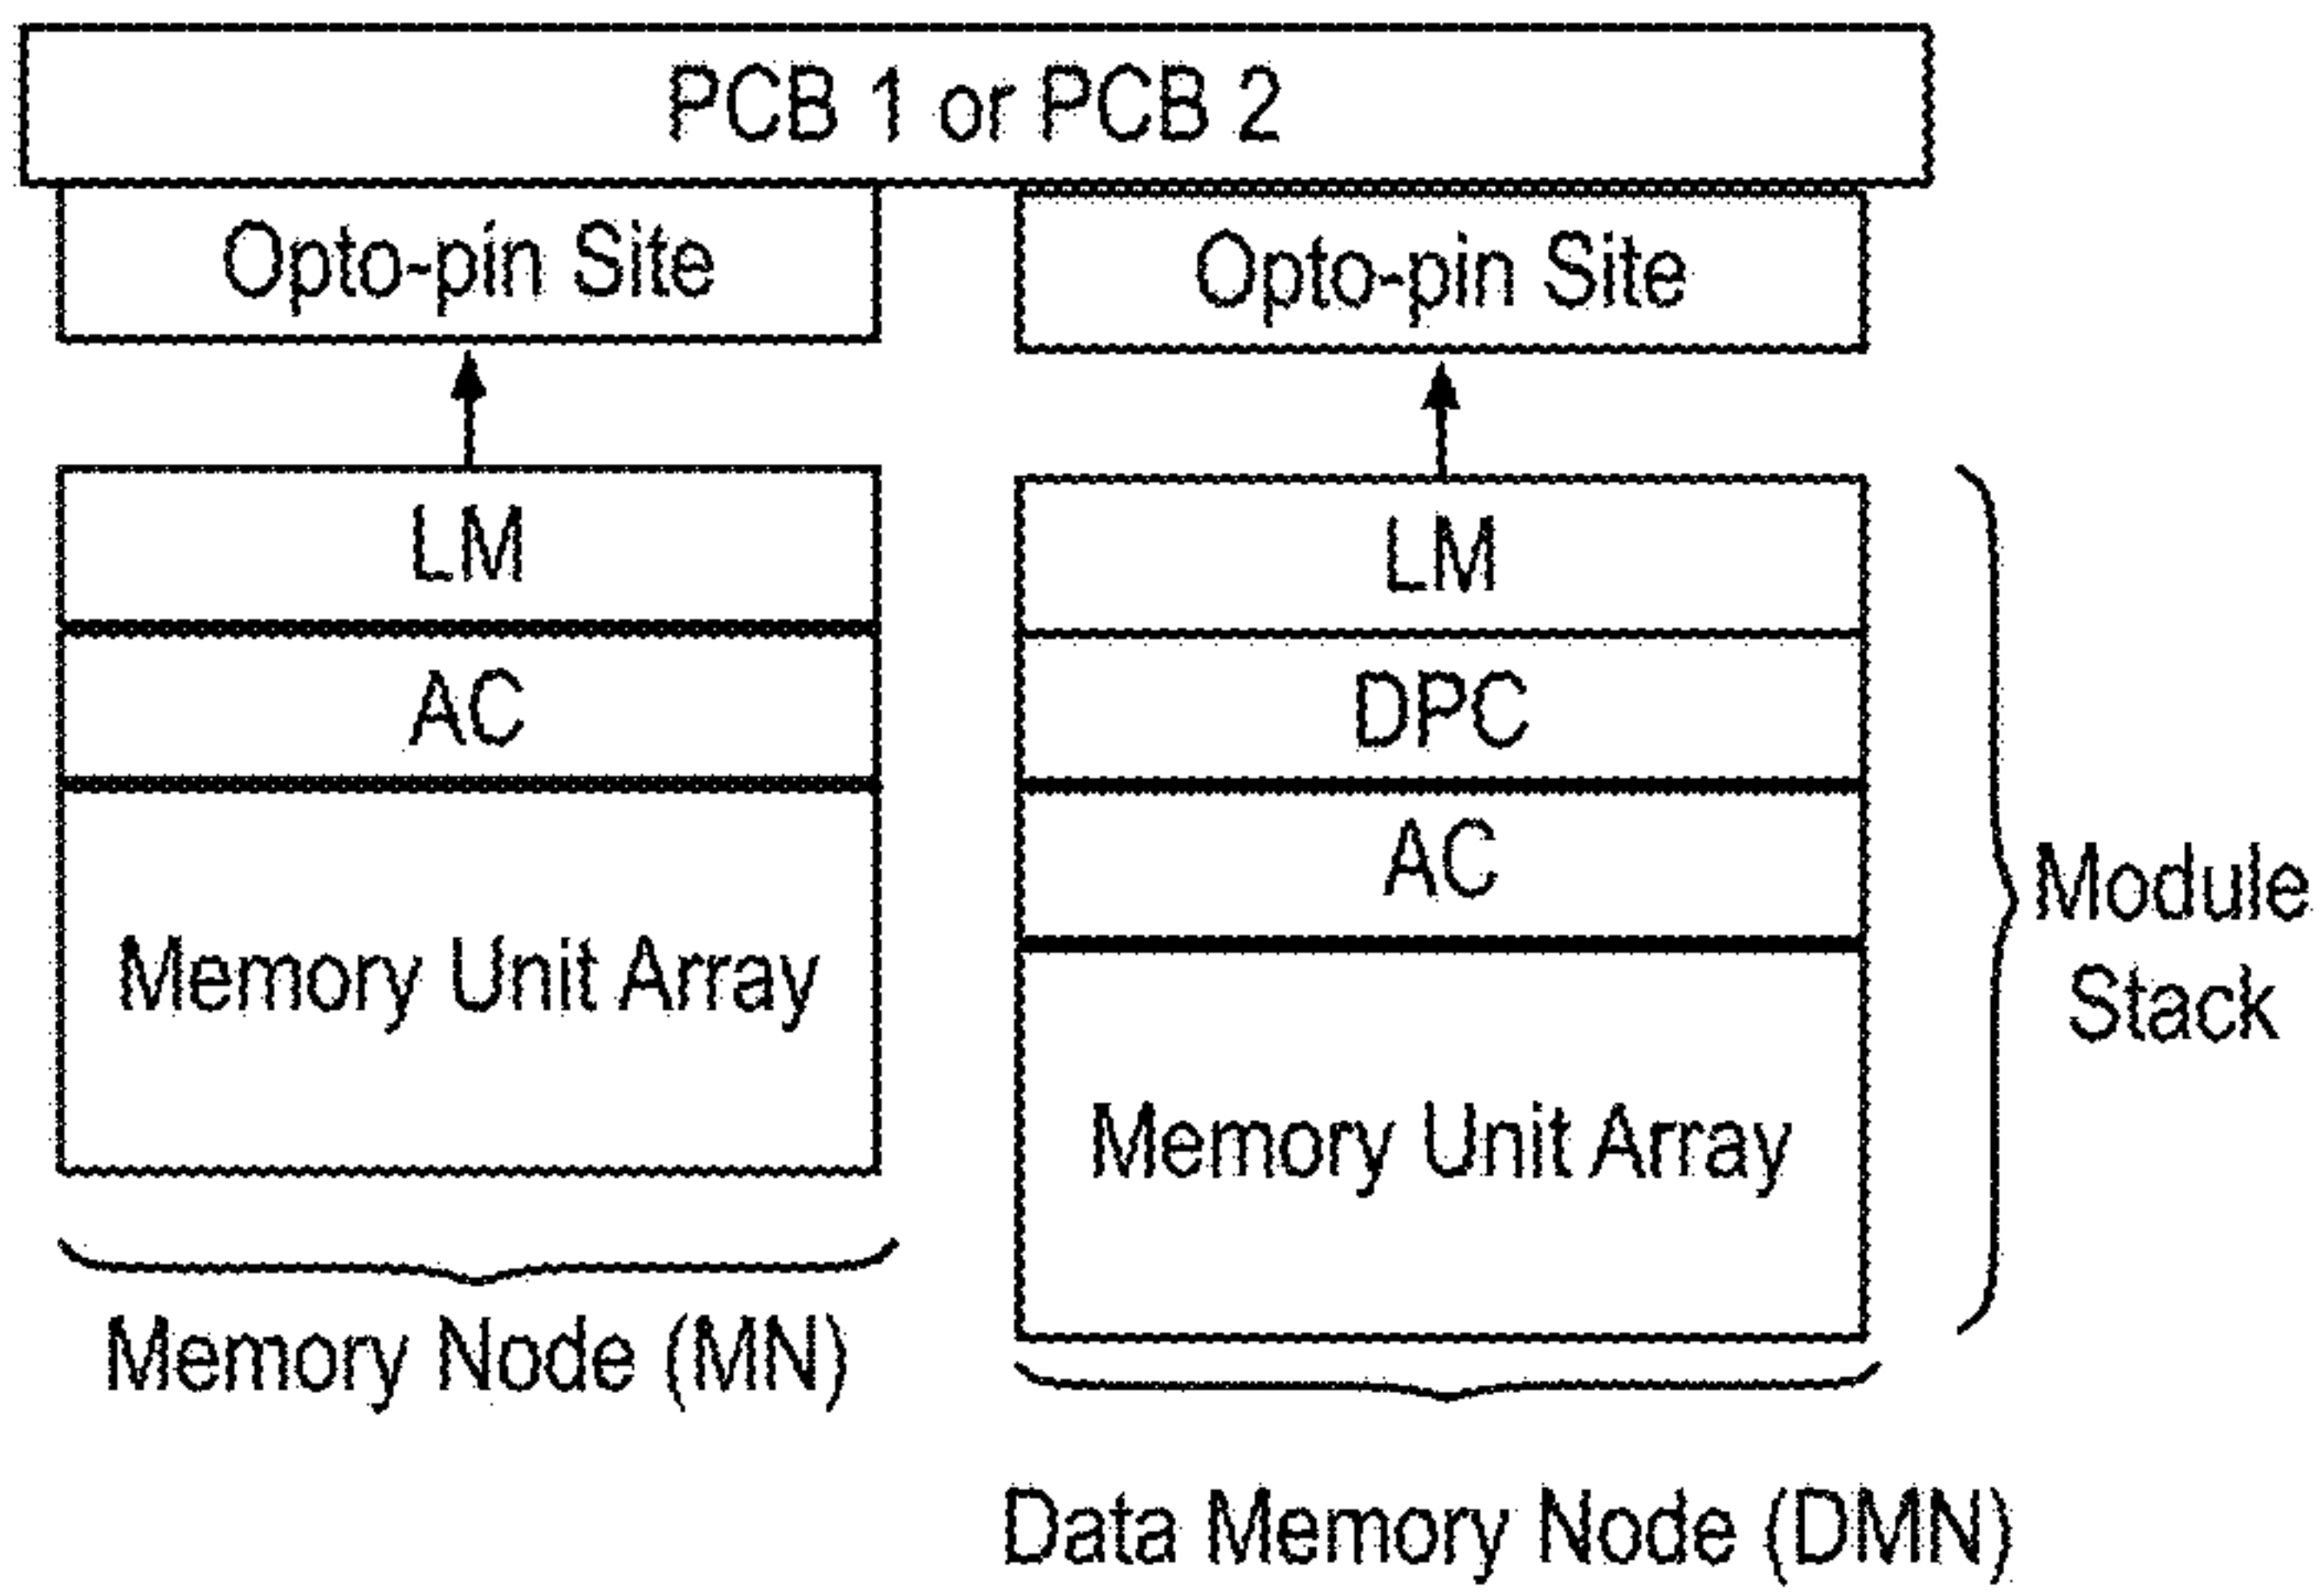 PCB 1 or PCB 2
Opto-pin Site
Opto-pin Site
LM
AC
Memory Unit Array
Memory Node (MN)
LM
DPC
AC
Memory Unit Array
Data Memory Node (DMN)
Module
Stack